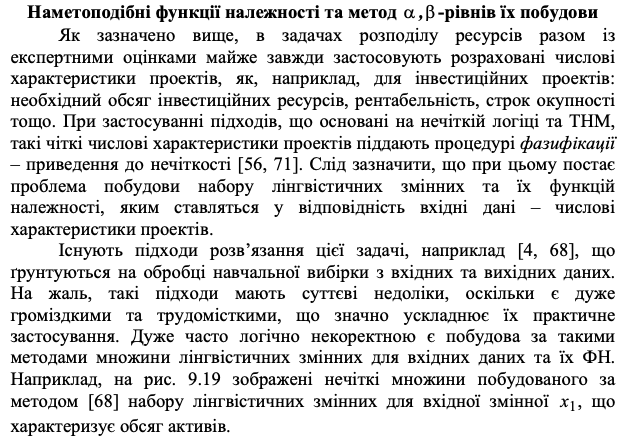 Наметоподібні функції належності та метод α,β-рівнів їх побудови
Як зазначено вище, в задачах розподілу ресурсів разом із
експертними оцінками майже завжди застосовують розраховані числові
характеристики проектів, як, наприклад, для інвестиційних проектів:
необхідний обсяг інвестиційних ресурсів, рентабельність, строк окупності
тощо. При застосуванні підходів, що основані на нечіткій логіці та ТНМ,
такі чіткі числові характеристики проектів піддають процедурі фазифікації
– приведення до нечіткості [56, 71]. Слід зазначити, що при цьому постає
проблема побудови набору лінгвістичних змінних та їх функцій
належності, яким ставляться у відповідність вхідні дані – числові
характеристики проектів.
Існують підходи розв’язання цієї задачі, наприклад [4, 68], що
ґрунтуються на обробці навчальної вибірки з вхідних та вихідних даних.
На жаль, такі підходи мають суттєві недоліки, оскільки є дуже
громіздкими та трудомісткими, що значно ускладнює їх практичне
застосування. Дуже часто логічно некоректною є побудова за такими
методами множини лінгвістичних змінних для вхідних даних та їх ФН.
Наприклад, на рис. 9.19 зображені нечіткі множини побудованого за
методом [68] набору лінгвістичних змінних для вхідної змінної x₁, що
характеризує обсяг активів.